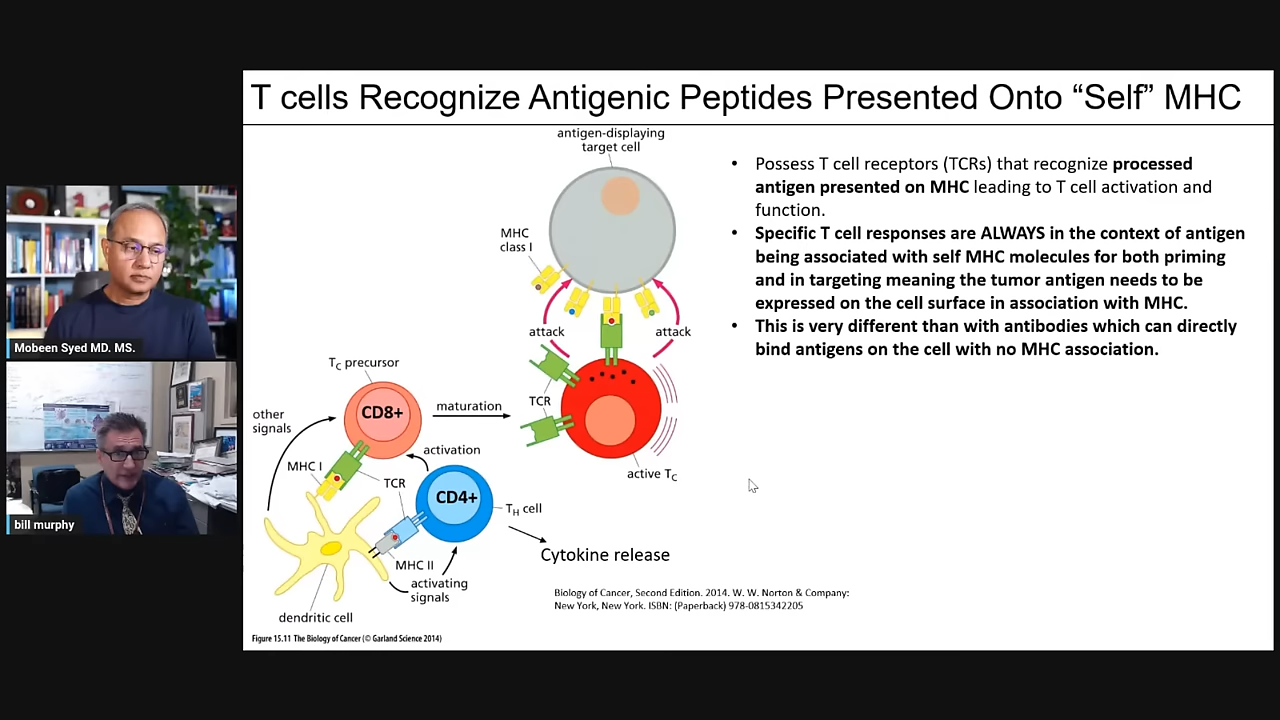 T cells Recognize Antigenic Peptides Presented Onto “Self” MHC
antigen-displaying
target cell
MHC
class I
attack
attack
TCR
active TC
TC precursor
CD8+
maturation
other
signals
activation
MHC I
TCR
CD4+
TH cell
Cytokine release
MHC II
activating
signals
dendritic cell
Figure 15.11 The Biology of Cancer (© Garland Science 2014)
Biology of Cancer, Second Edition. 2014. W. W. Norton & Company:
New York, New York. ISBN: (Paperback) 978-0815342205
• Possess T cell receptors (TCRs) that recognize processed
antigen presented on MHC leading to T cell activation and
function.
• Specific T cell responses are ALWAYS in the context of antigen
being associated with self MHC molecules for both priming
and in targeting meaning the tumor antigen needs to be
expressed on the cell surface in association with MHC.
• This is very different than with antibodies which can directly
bind antigens on the cell with no MHC association.
Mobeen Syed MD. MS.
bill murphy